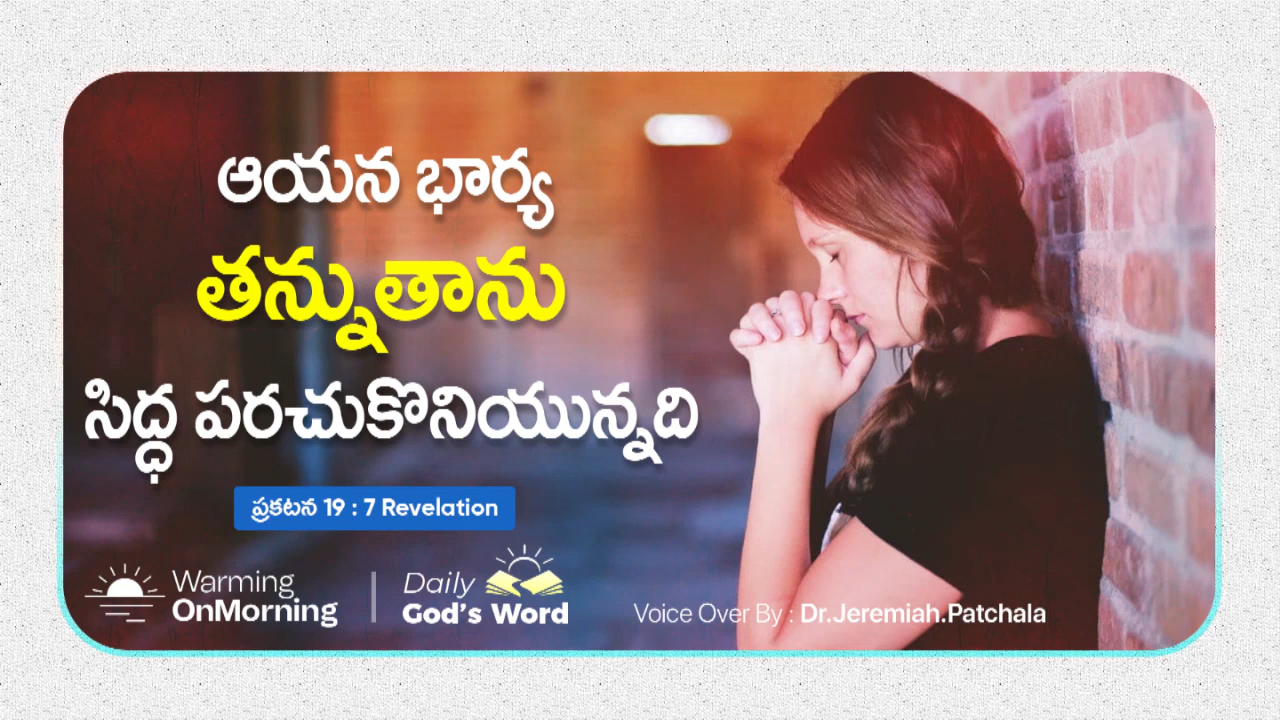 ఆయన భార్య
తన్నుతాను
సిద్ధ పరచుకొనియున్నది
ప్రకటన 19 : 7 Revelation
Warming
OnMorning
Daily
God's Word
Voice Over By : Dr.Jeremiah.Patchala